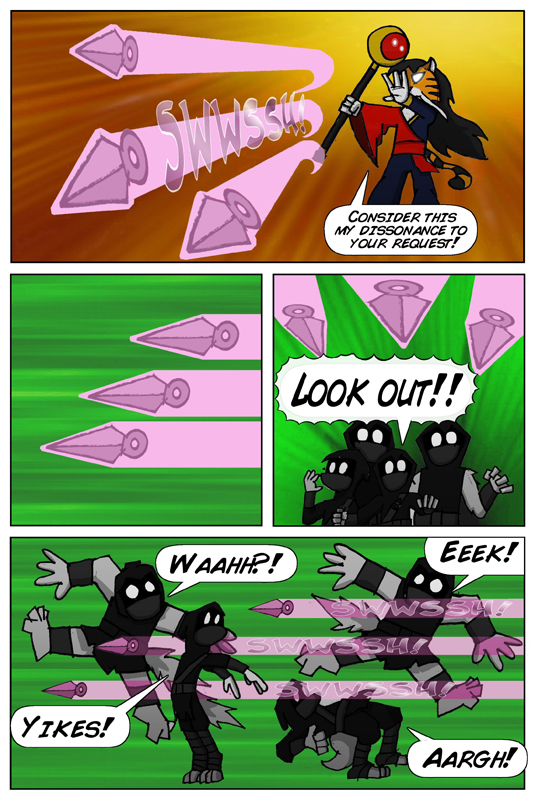 SWWSSH!
CONSIDER THIS
MY DISSONANCE TO
YOUR REQUEST!
LOOK OUT!!
WAAHH?!
EEEK!
SWWSSH!
SWWSSH!
SWWSSH!
YIKES!
AARGH!